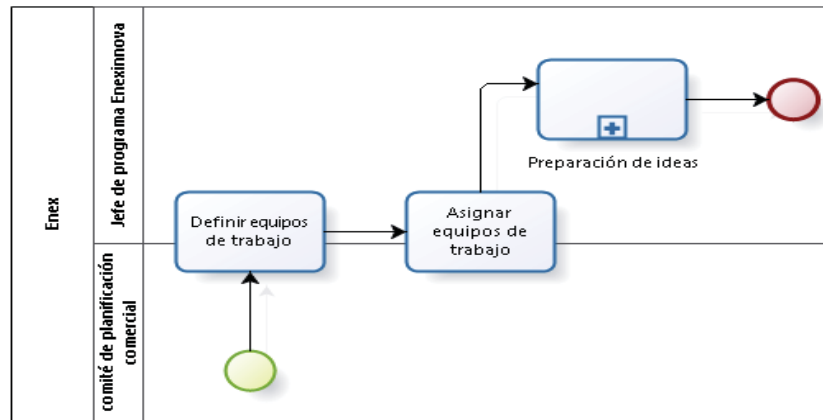 Enex
Jefe de programa Enexinnova
comité de planificación
comercial
Definir equipos
de trabajo
Asignar
equipos de
trabajo
Preparación de ideas